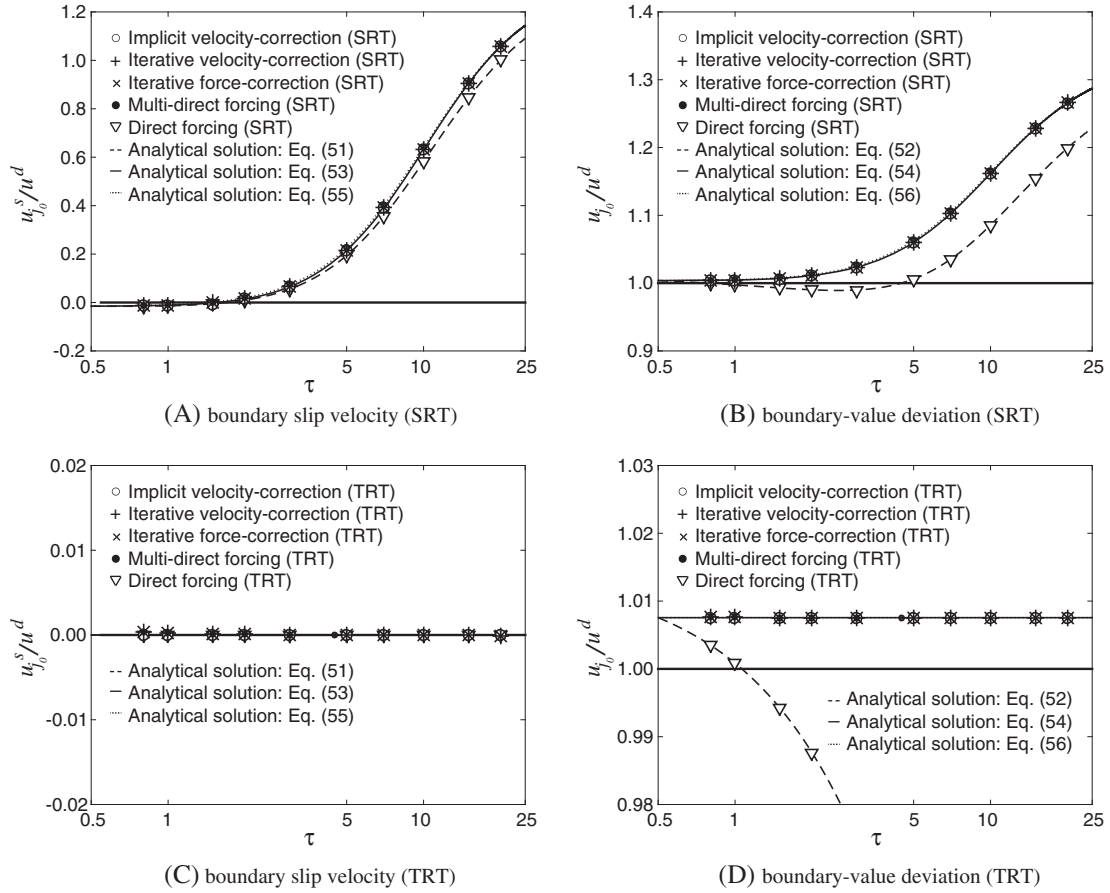 1.2
1.0
0.8
0.6
0.4
0.2
0.0
-0.2
u_{j_0}^s/u^d
○ Implicit velocity-correction (SRT)
+ Iterative velocity-correction (SRT)
× Iterative force-correction (SRT)
● Multi-direct forcing (SRT)
▽ Direct forcing (SRT)
Analytical solution: Eq. (51)
Analytical solution: Eq. (53)
Analytical solution: Eq. (55)
0.5 1 5 10 25
τ
(A) boundary slip velocity (SRT)
1.4
1.3
1.2
1.1
1.0
0.9
u_{j_0}/u^d
○ Implicit velocity-correction (SRT)
+ Iterative velocity-correction (SRT)
× Iterative force-correction (SRT)
● Multi-direct forcing (SRT)
▽ Direct forcing (SRT)
Analytical solution: Eq. (52)
Analytical solution: Eq. (54)
Analytical solution: Eq. (56)
0.5 1 5 10 25
τ
(B) boundary-value deviation (SRT)
0.02
0.01
0.00
-0.01
-0.02
u_{j_0}^s/u^d
○ Implicit velocity-correction (TRT)
+ Iterative velocity-correction (TRT)
× Iterative force-correction (TRT)
● Multi-direct forcing (TRT)
▽ Direct forcing (TRT)
Analytical solution: Eq. (51)
Analytical solution: Eq. (53)
Analytical solution: Eq. (55)
0.5 1 5 10 25
τ
(C) boundary slip velocity (TRT)
1.03
1.02
1.01
1.00
0.99
0.98
u_{j_0}/u^d
○ Implicit velocity-correction (TRT)
+ Iterative velocity-correction (TRT)
× Iterative force-correction (TRT)
● Multi-direct forcing (TRT)
▽ Direct forcing (TRT)
Analytical solution: Eq. (52)
Analytical solution: Eq. (54)
Analytical solution: Eq. (56)
0.5 1 5 10 25
τ
(D) boundary-value deviation (TRT)